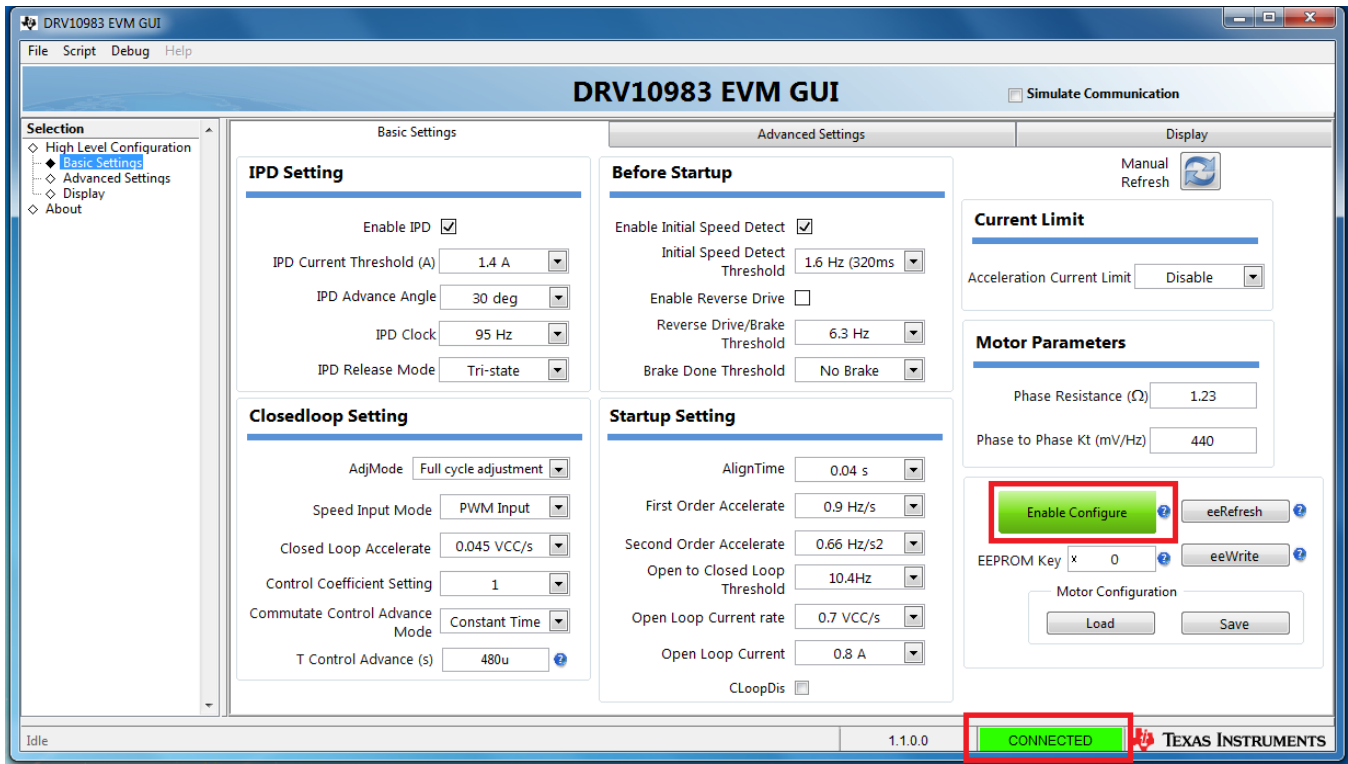 DRV10983 EVM GUI
File Script Debug Help
DRV10983 EVM GUI
Simulate Communication
Selection
High Level Configuration
Basic Settings
Advanced Settings
Display
About
Basic Settings
Advanced Settings
Display
Manual
Refresh
IPD Setting
Enable IPD
IPD Current Threshold (A) 1.4 A
IPD Advance Angle 30 deg
IPD Clock 95 Hz
IPD Release Mode Tri-state
Before Startup
Enable Initial Speed Detect
Initial Speed Detect
Threshold 1.6 Hz (320ms
Enable Reverse Drive
Reverse Drive/Brake
Threshold 6.3 Hz
Brake Done Threshold No Brake
Current Limit
Acceleration Current Limit Disable
Motor Parameters
Phase Resistance (Ω) 1.23
Phase to Phase Kt (mV/Hz) 440
Closedloop Setting
AdjMode Full cycle adjustment
Speed Input Mode PWM Input
Closed Loop Accelerate 0.045 VCC/s
Control Coefficient Setting 1
Commutate Control Advance
Mode Constant Time
T Control Advance (s) 480u ?
Startup Setting
AlignTime 0.04 s
First Order Accelerate 0.9 Hz/s
Second Order Accelerate 0.66 Hz/s2
Open to Closed Loop
Threshold 10.4Hz
Open Loop Current rate 0.7 VCC/s
Open Loop Current 0.8 A
CLoopDis
Enable Configure ? eeRefresh ?
EEPROM Key x 0 ? eeWrite ?
Motor Configuration
Load Save
Idle 1.1.0.0 CONNECTED TEXAS INSTRUMENTS